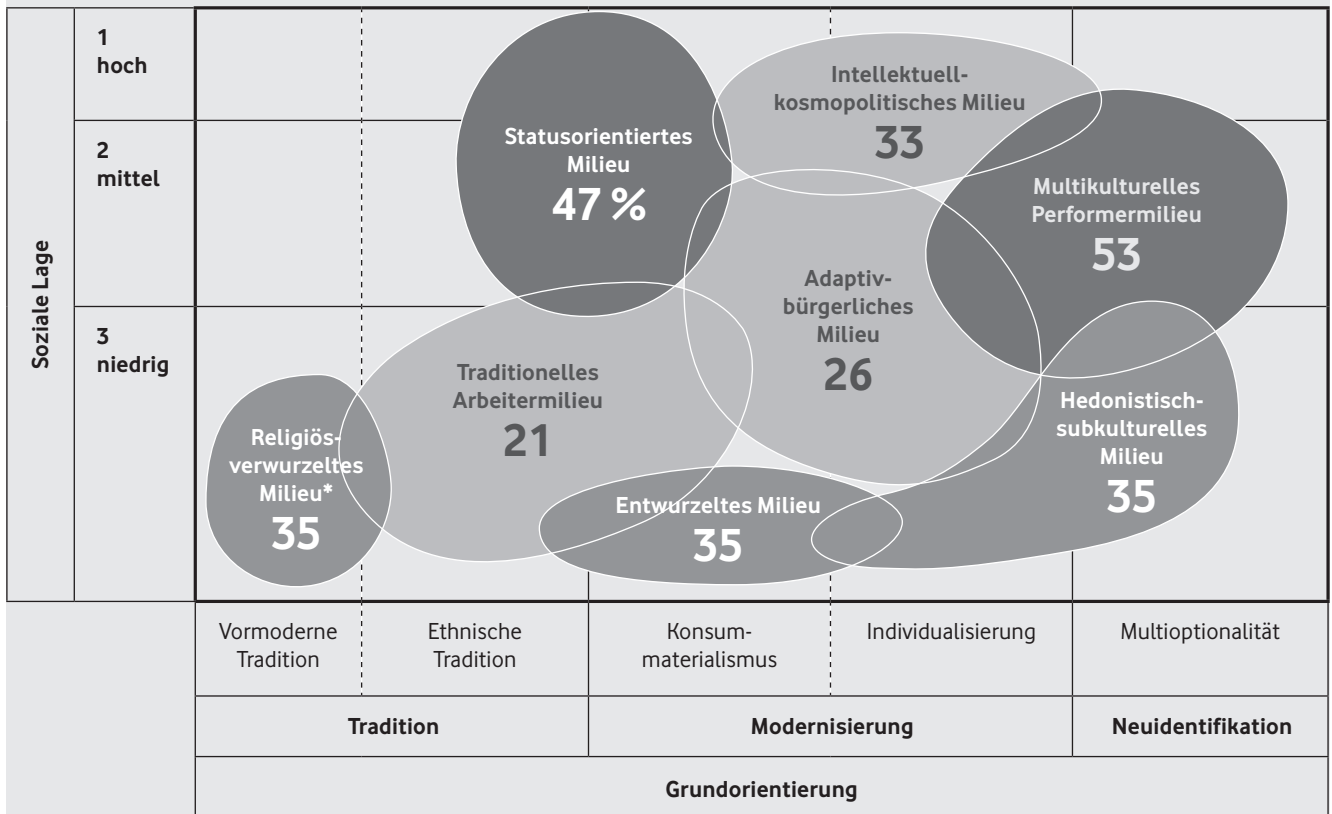 Soziale Lage
1
hoch
2
mittel
3
niedrig
Statusorientiertes
Milieu
47 %
Intellektuell-
kosmopolitisches Milieu
33
Multikulturelles
Performermilieu
53
Adaptiv-
bürgerliches
Milieu
26
Traditionelles
Arbeitermilieu
21
Religiös-
verwurzeltes
Milieu*
35
Entwurzeltes Milieu
35
Hedonistisch-
subkulturelles
Milieu
35
Vormoderne
Tradition
Ethnische
Tradition
Konsum-
materialismus
Individualisierung
Multioptionalität
Tradition
Modernisierung
Neuidentifikation
Grundorientierung